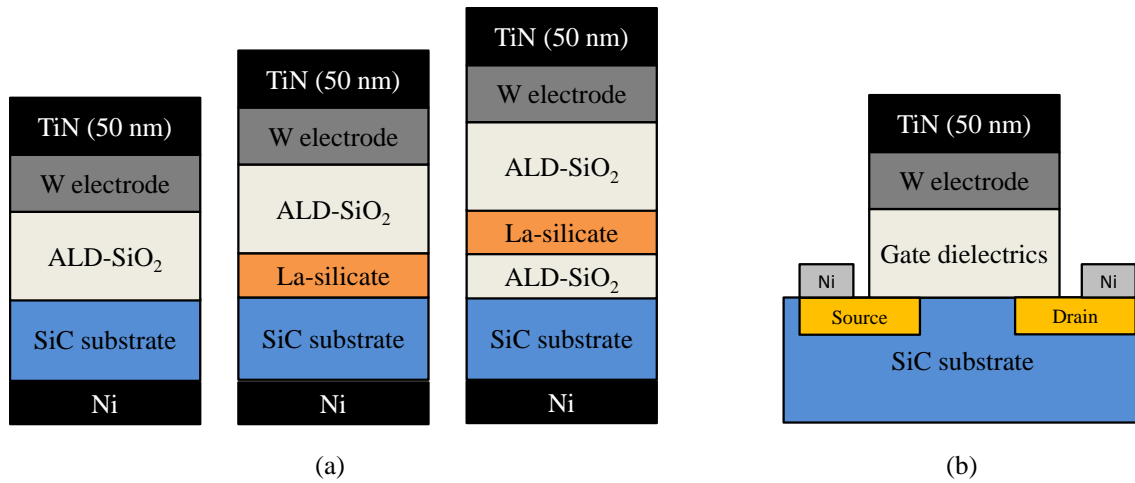 TiN (50 nm)
W electrode
ALD-SiO₂
SiC substrate
Ni
TiN (50 nm)
W electrode
ALD-SiO₂
La-silicate
SiC substrate
Ni
TiN (50 nm)
W electrode
ALD-SiO₂
La-silicate
ALD-SiO₂
SiC substrate
Ni
(a)
TiN (50 nm)
W electrode
Gate dielectrics
Ni Ni
Source Drain
SiC substrate
(b)